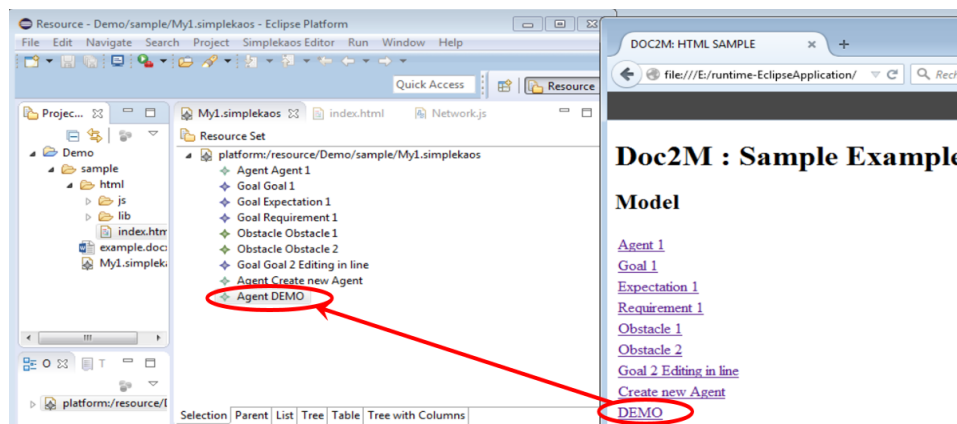 Resource - Demo/sample/My1.simplekaos - Eclipse Platform
File Edit Navigate Search Project Simplekaos Editor Run Window Help
Quick Access
Resource
Projec...
Demo
sample
html
js
lib
index.htm
example.doc
My1.simplek
O
T
platform:/resource/
My1.simplekaos
index.html
Network.js
Resource Set
platform:/resource/Demo/sample/My1.simplekaos
Agent Agent 1
Goal Goal 1
Goal Expectation 1
Goal Requirement 1
Obstacle Obstacle 1
Obstacle Obstacle 2
Goal Goal 2 Editing in line
Agent Create new Agent
Agent DEMO
Selection Parent List Tree Table Tree with Columns
DOC2M: HTML SAMPLE
file:///E:/runtime-EclipseApplication/
Rech
Doc2M : Sample Example
Model
Agent 1
Goal 1
Expectation 1
Requirement 1
Obstacle 1
Obstacle 2
Goal 2 Editing in line
Create new Agent
DEMO